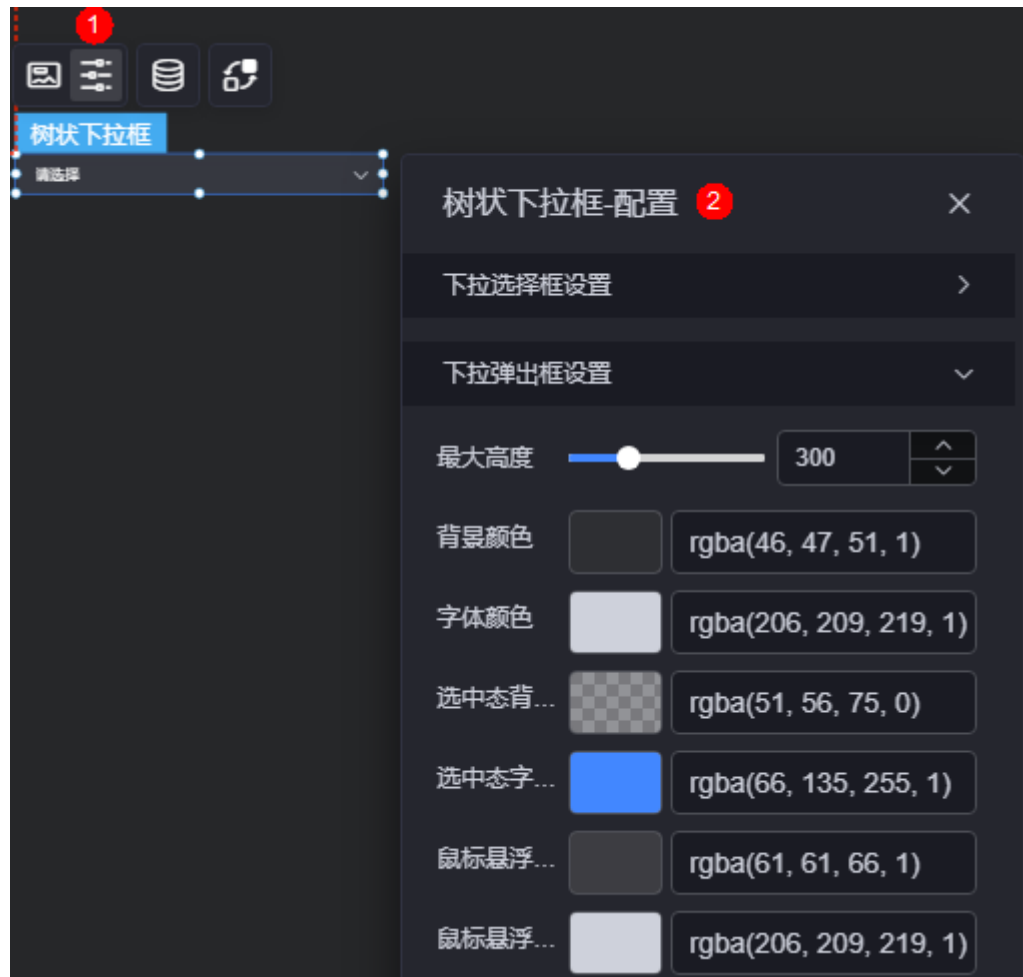 1
树状下拉框
请选择
树状下拉框-配置 2
下拉选择框设置
下拉弹出框设置
最大高度 300
背景颜色 rgba(46, 47, 51, 1)
字体颜色 rgba(206, 209, 219, 1)
选中态背... rgba(51, 56, 75, 0)
选中态字... rgba(66, 135, 255, 1)
鼠标悬浮... rgba(61, 61, 66, 1)
鼠标悬浮... rgba(206, 209, 219, 1)